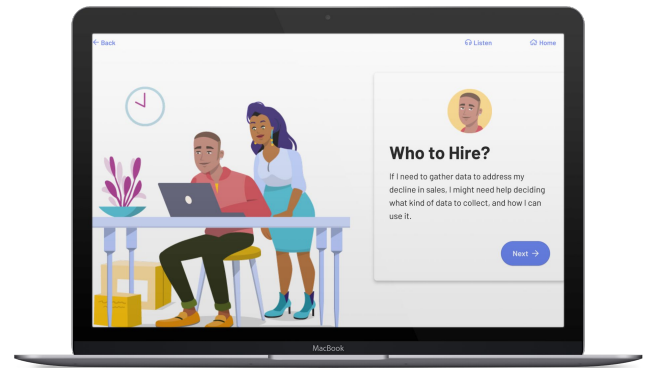 ← Back
Listen
Home
Who to Hire?
If I need to gather data to address my
decline in sales, I might need help deciding
what kind of data to collect, and how I can
use it.
Next →
MacBook